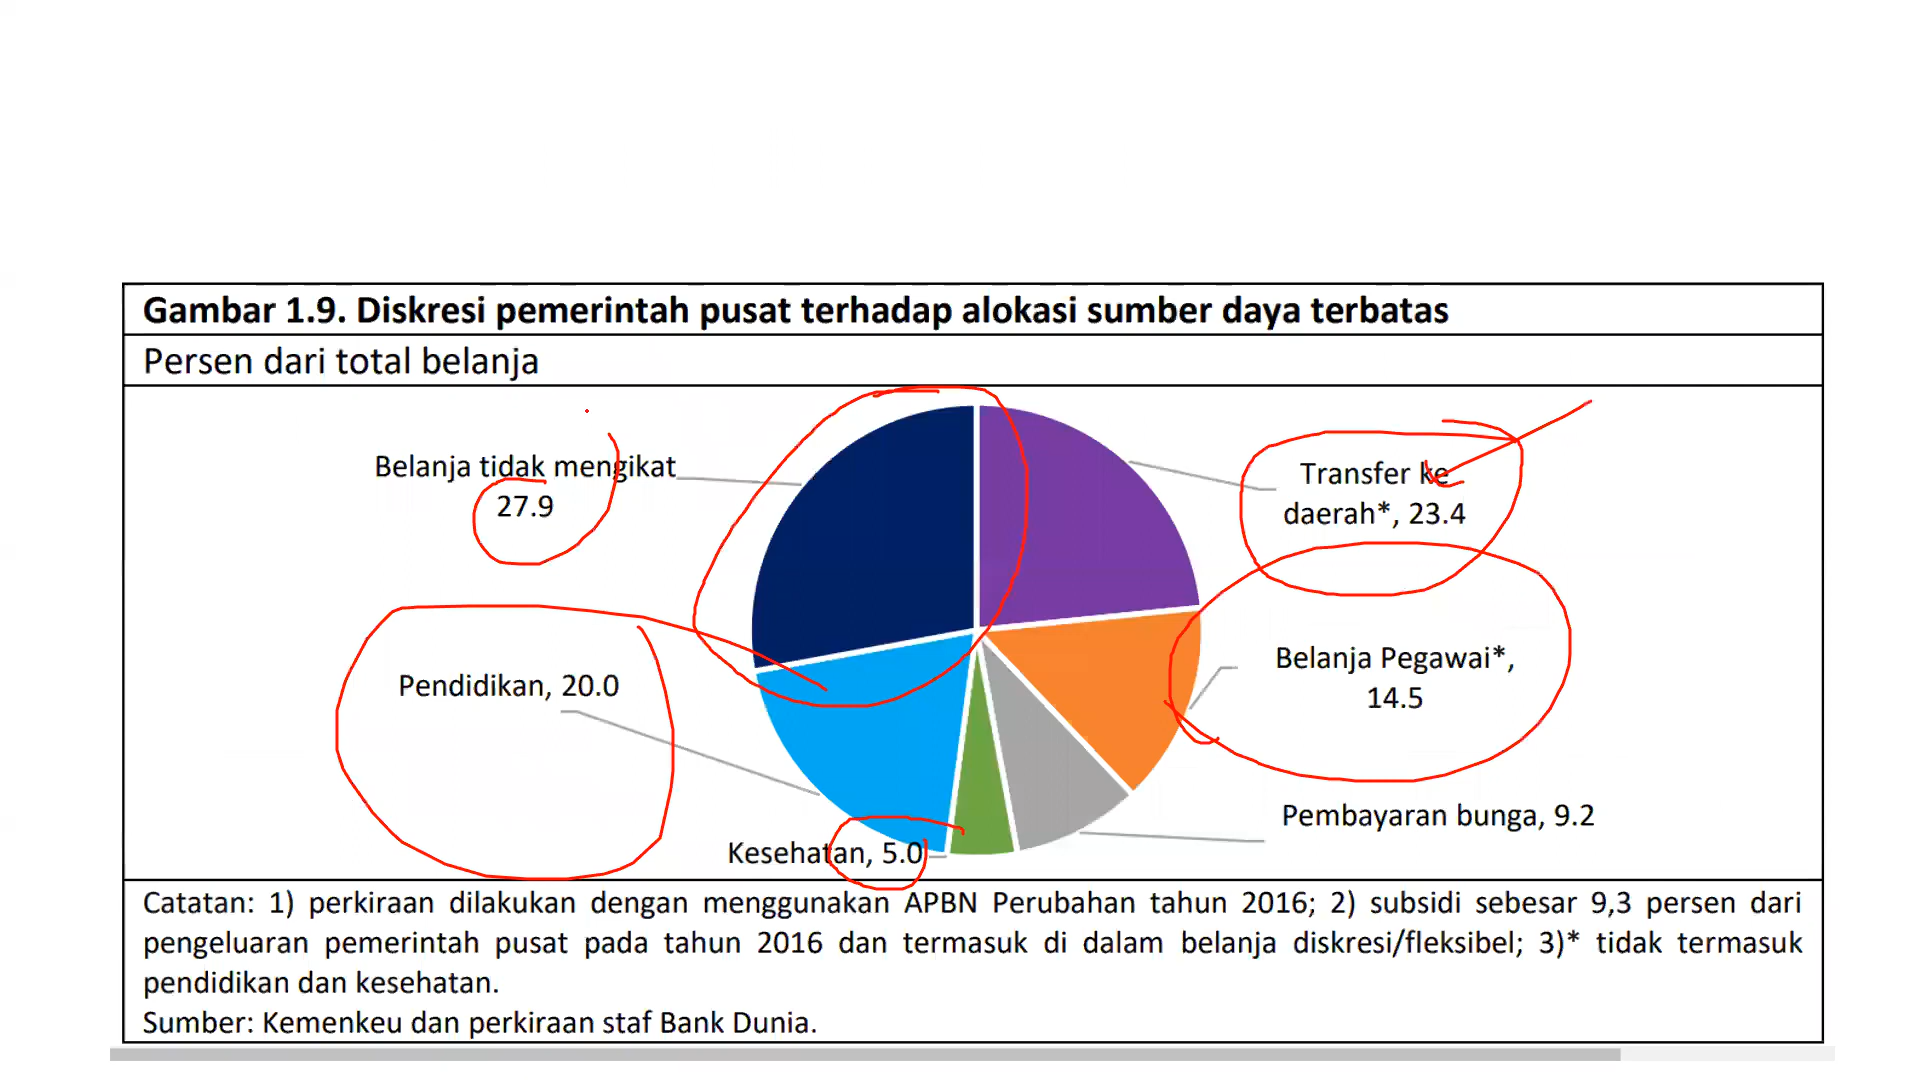 Gambar 1.9. Diskresi pemerintah pusat terhadap alokasi sumber daya terbatas
Persen dari total belanja
Belanja tidak mengikat
27.9
Transfer ke
daerah*, 23.4
Pendidikan, 20.0
Belanja Pegawai*,
14.5
Kesehatan, 5.0
Pembayaran bunga, 9.2
Catatan: 1) perkiraan dilakukan dengan menggunakan APBN Perubahan tahun 2016; 2) subsidi sebesar 9,3 persen dari
pengeluaran pemerintah pusat pada tahun 2016 dan termasuk di dalam belanja diskresi/fleksibel; 3)* tidak termasuk
pendidikan dan kesehatan.
Sumber: Kemenkeu dan perkiraan staf Bank Dunia.